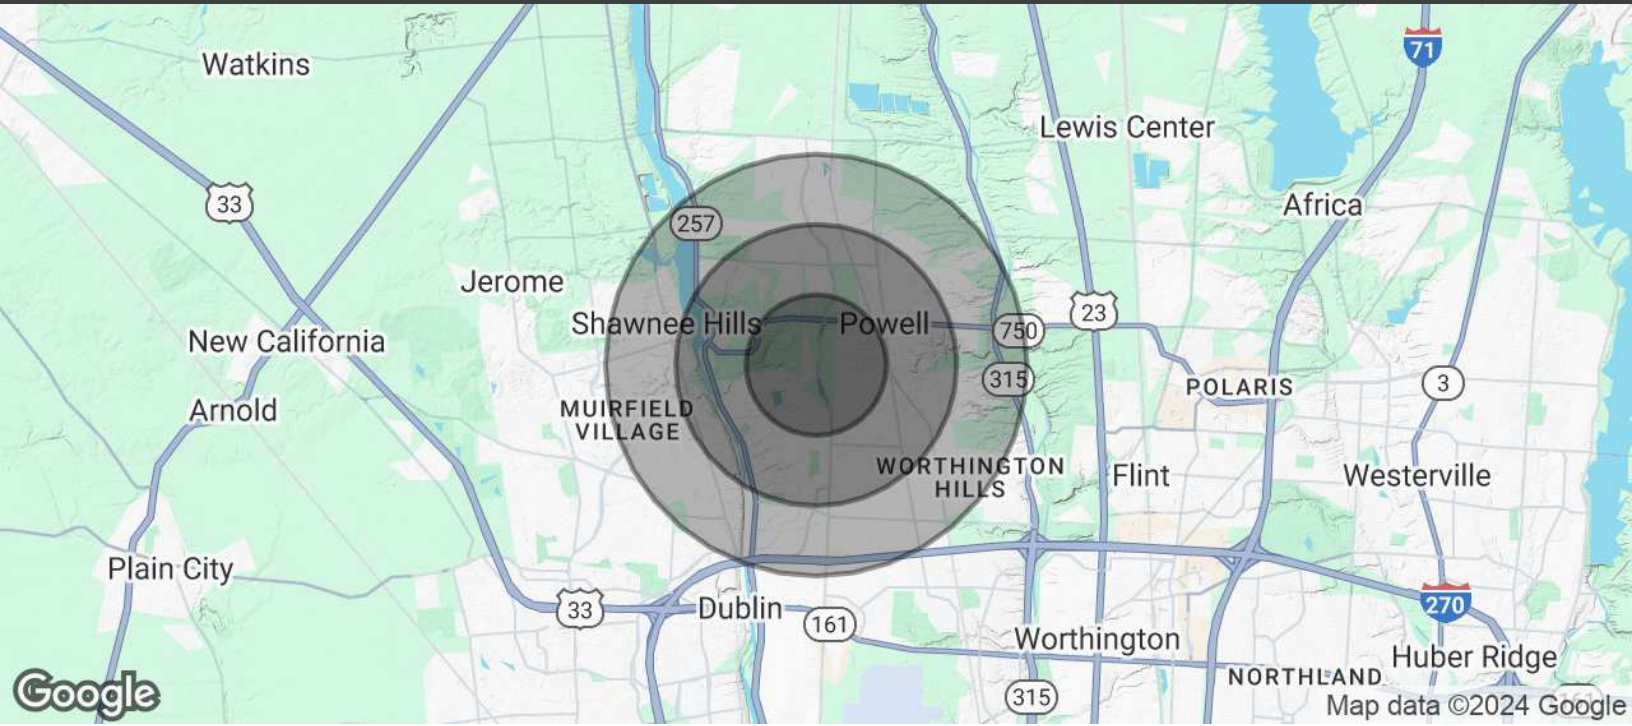 Watkins
71
Lewis Center
33
Africa
257
Jerome
23
Shawnee Hills
Powell
750
New California
315
POLARIS
3
Arnold
MUIRFIELD
VILLAGE
WORTHINGTON
HILLS
Flint
Westerville
Plain City
33
Dublin
161
270
Worthington
Huber Ridge
NORTHLAND
315
Google
Map data ©2024 Google